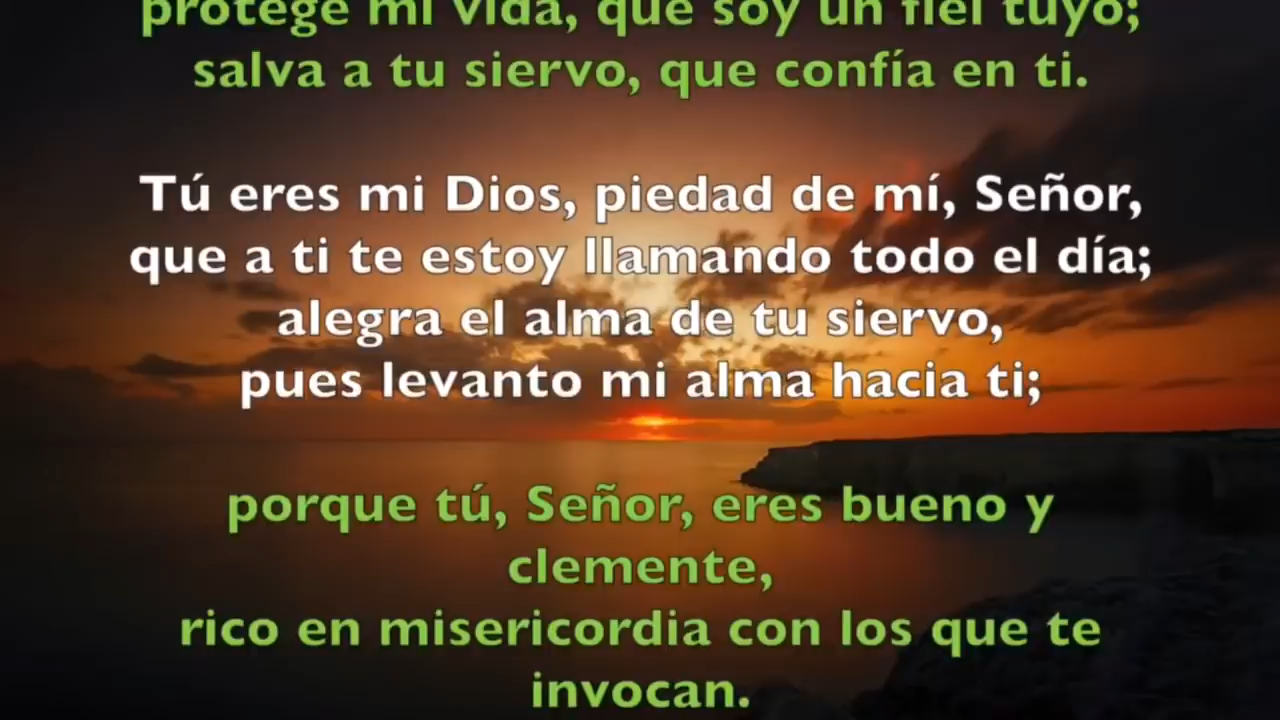 protege mi vida, que soy un fiel tuyo;
salva a tu siervo, que confía en ti.
Tú eres mi Dios, piedad de mí, Señor,
que a ti te estoy llamando todo el día;
alegra el alma de tu siervo,
pues levanto mi alma hacia ti;
porque tú, Señor, eres bueno y
clemente,
rico en misericordia con los que te
invocan.